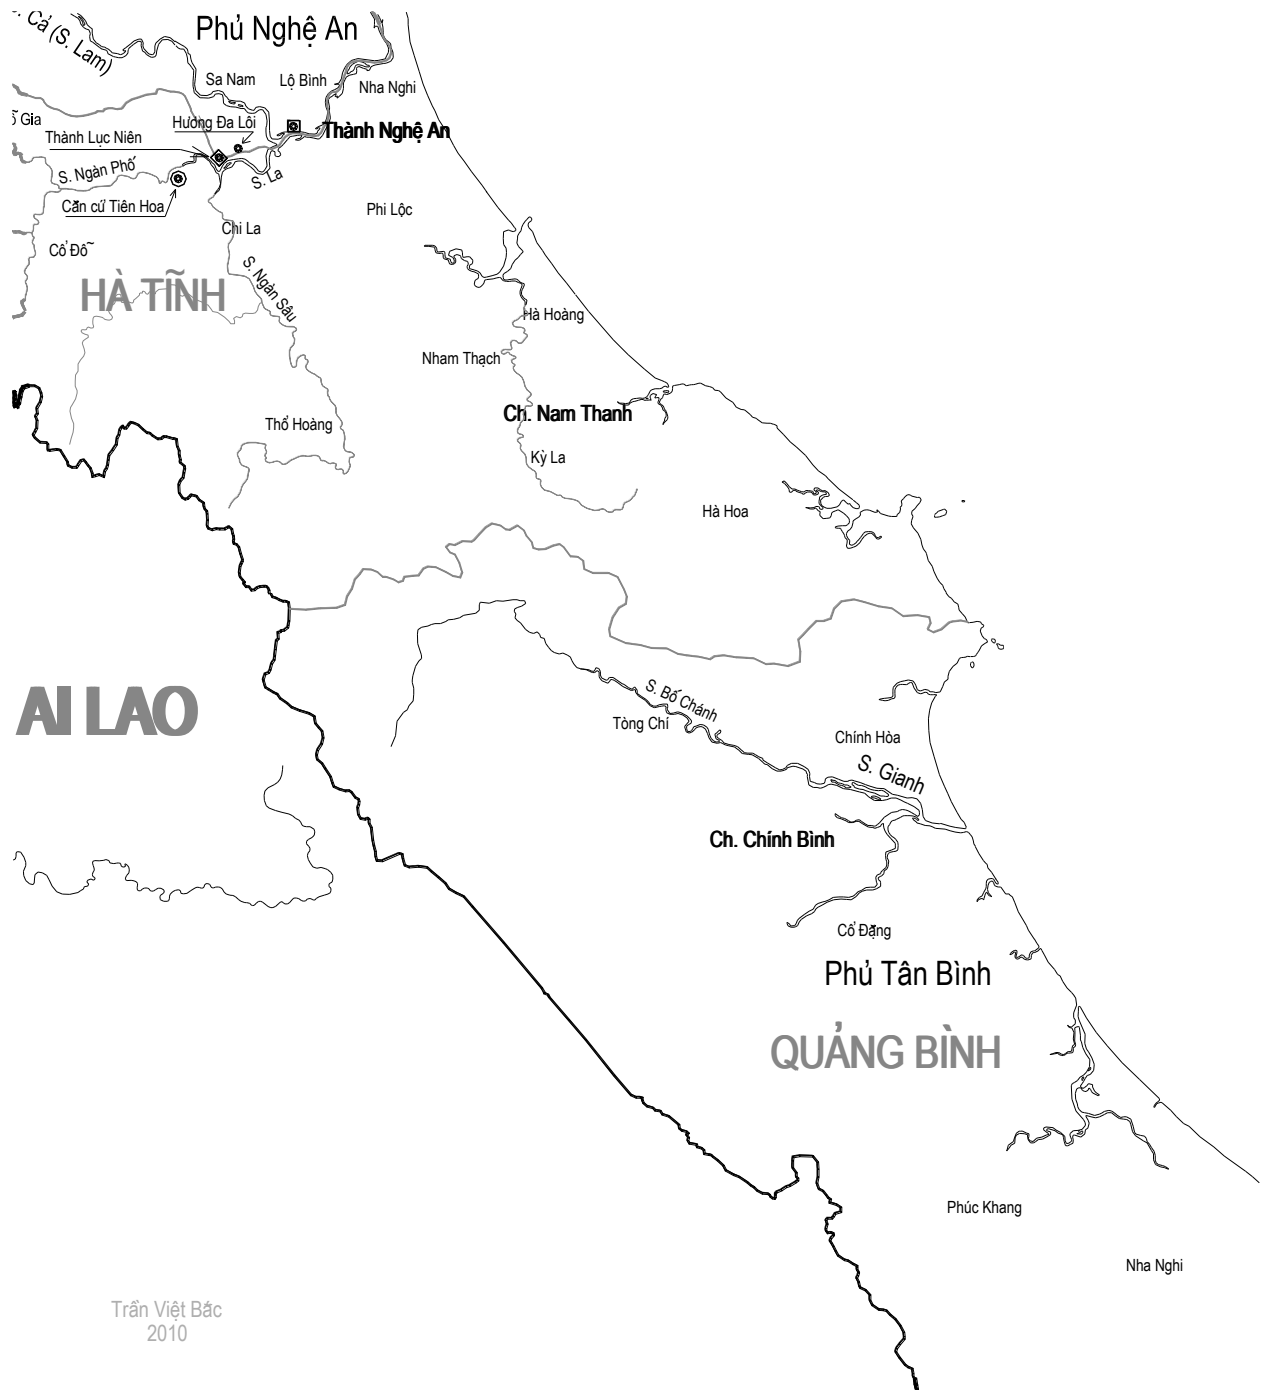 Cả (S. Lam)
Phủ Nghệ An
Sa Nam
Lộ Bình
Nha Nghi
Gia
Hường Đa Lôi
Thành Nghệ An
Thành Lục Niên
S. Ngàn Phố
S. La
Căn cứ Tiên Hoa
Phi Lộc
Chi La
Cổ Đỗ
S. Ngàn Sâu
HÀ TĨNH
Hà Hoàng
Nham Thạch
Ch. Nam Thanh
Thổ Hoàng
Kỳ La
Hà Hoa
AI LAO
S. Bố Chánh
Tòng Chí
Chính Hòa
S. Gianh
Ch. Chính Bình
Cổ Đặng
Phủ Tân Bình
QUẢNG BÌNH
Phúc Khang
Nha Nghi
Trần Việt Bắc
2010